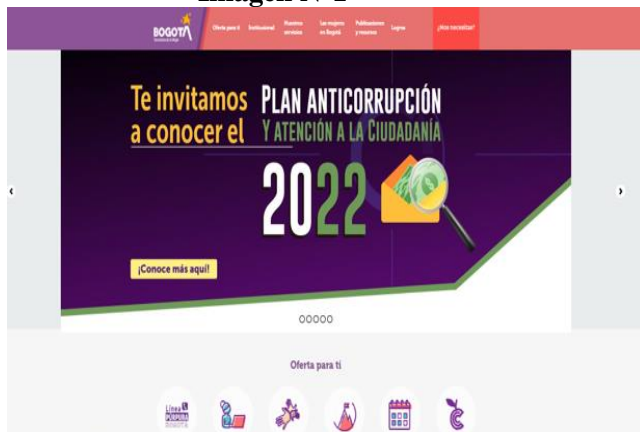 Imagen N° 2
BOGOTÁ
Oferta para ti
Institucional
Nuestros
servicios
Las mujeres
en Bogotá
Publicaciones
y recursos
Logros
¿Nos necesitas?
Te invitamos
a conocer el
PLAN ANTICORRUPCIÓN
Y ATENCIÓN A LA CIUDADANÍA
2022
¡Conoce más aquí!
Oferta para ti
Línea
PÚRPURA